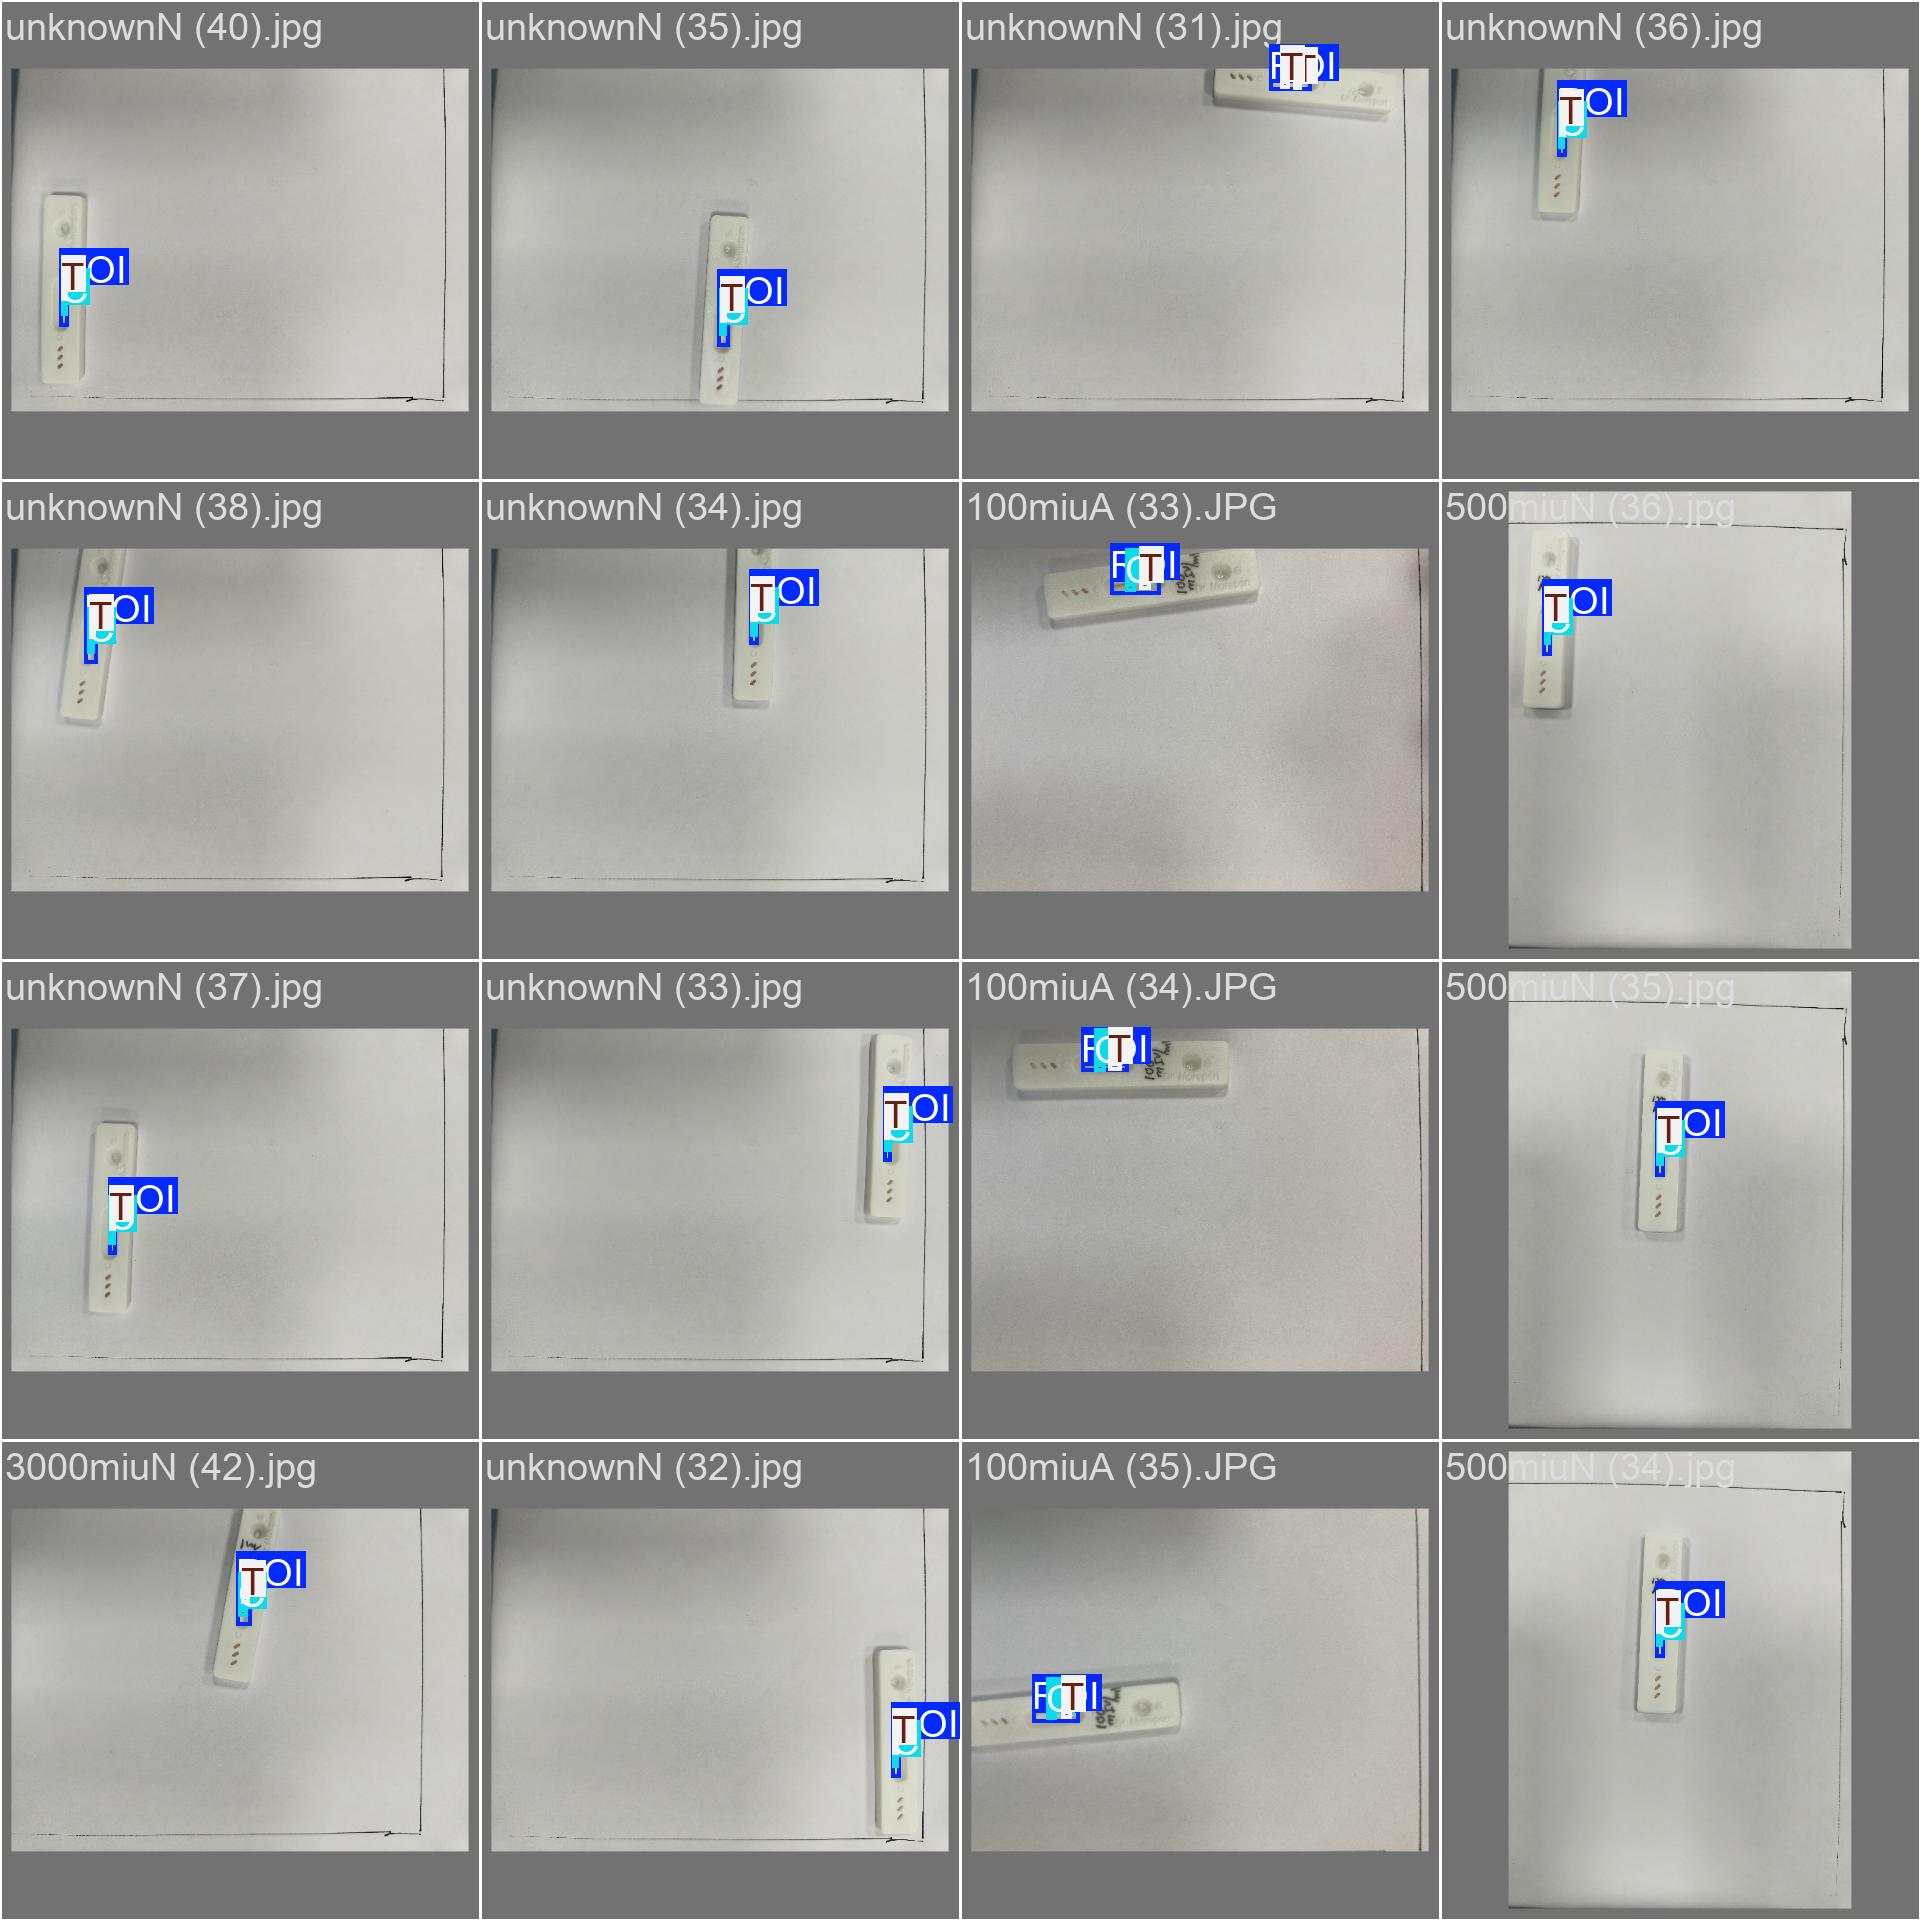 unknownN (40).jpg
unknownN (35).jpg
unknownN (31).jpg
unknownN (36).jpg
T OI
T OI
T OI
T OI
unknownN (38).jpg
unknownN (34).jpg
100miuA (33).JPG
500miuN (36).jpg
T OI
T OI
T
T OI
unknownN (37).jpg
unknownN (33).jpg
100miuA (34).JPG
500miuN (35).jpg
T OI
T OI
T
T OI
3000miuN (42).jpg
unknownN (32).jpg
100miuA (35).JPG
500miuN (34).jpg
T OI
T OI
T
T OI